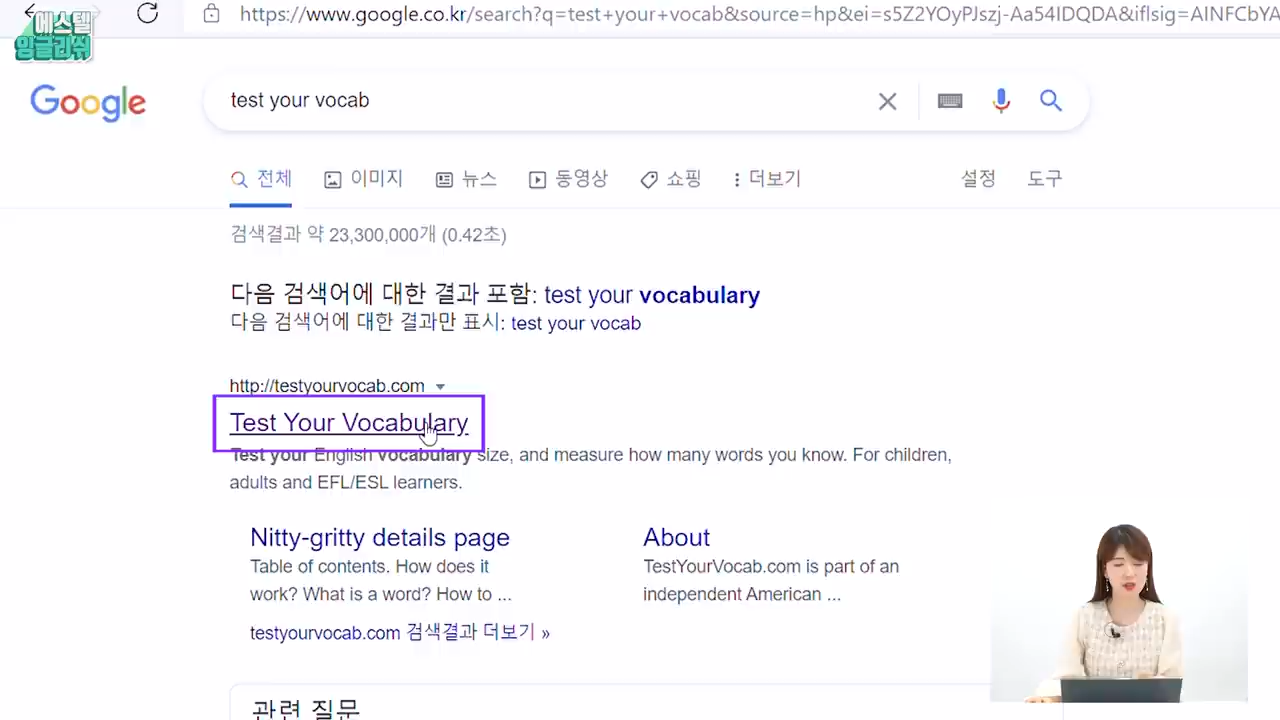 https://www.google.co.kr/search?q=test+your+vocab&source=hp&ei=s5Z2YOyPJszj-Aa54IDQDA&iflsig=AINFCbYA
에스텔
잉글리쉬
Google
test your vocab
전체 이미지 뉴스 동영상 쇼핑 더보기 설정 도구
검색결과 약 23,300,000개 (0.42초)
다음 검색어에 대한 결과 포함: test your vocabulary
다음 검색어에 대한 결과만 표시: test your vocab
http://testyourvocab.com
Test Your Vocabulary
Test your English vocabulary size, and measure how many words you know. For children,
adults and EFL/ESL learners.
Nitty-gritty details page
Table of contents. How does it
work? What is a word? How to ...
About
TestYourVocab.com is part of an
independent American ...
testyourvocab.com 검색결과 더보기 »
관련 질문